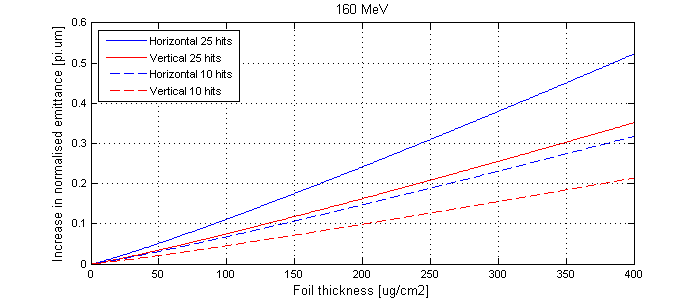 160 MeV
Increase in normalised emittance [pi.um]
0.6
0.5
0.4
0.3
0.2
0.1
0
Horizontal 25 hits
Vertical 25 hits
Horizontal 10 hits
Vertical 10 hits
0 50 100 150 200 250 300 350 400
Foil thickness [ug/cm2]